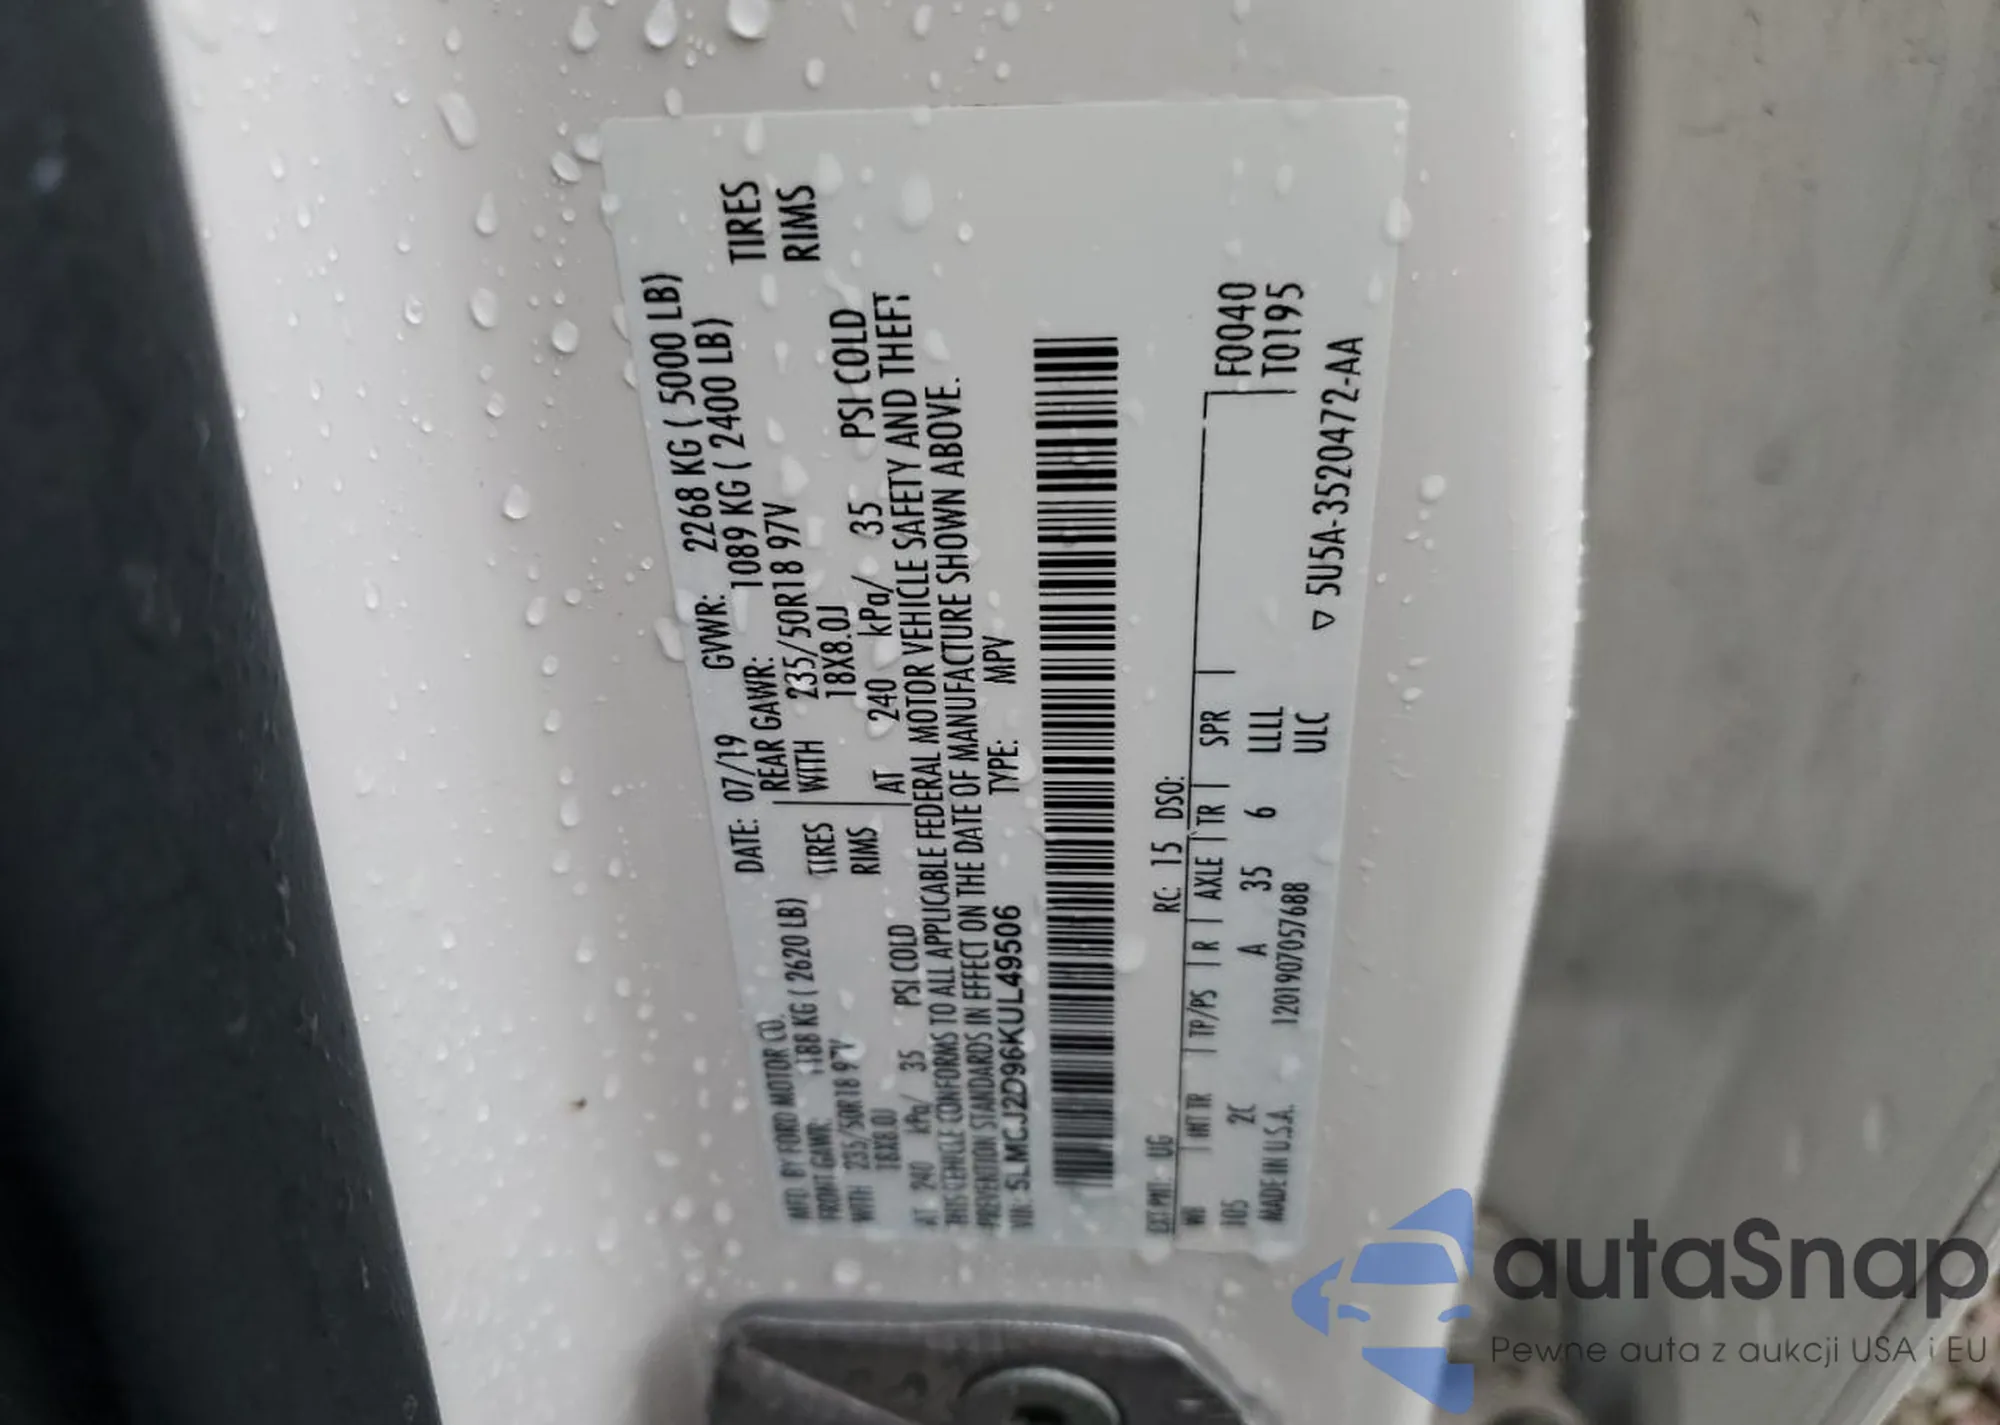 MFD. BY FORD MOTOR CO. DATE: 07/19 GVWR: 2268 KG ( 5000 LB)
FRONT GAWR: 1188 KG ( 2620 LB) REAR GAWR: 1089 KG ( 2400 LB)
WITH 235/50R18 97V TIRES WITH 235/50R18 97V TIRES
18X8.0J RIMS 18X8.0J RIMS
AT 240 kPa/ 35 PSI COLD AT 240 kPa/ 35 PSI COLD
THIS VEHICLE CONFORMS TO ALL APPLICABLE FEDERAL MOTOR VEHICLE SAFETY AND THEFT
PREVENTION STANDARDS IN EFFECT ON THE DATE OF MANUFACTURE SHOWN ABOVE.
VIN: 5LMCJ2D96KUL49506 TYPE: MPV
EXT PNT: UG RC: 15 DSO:
WB INT TR TP/PS R AXLE TR SPR F0040
105 2C A 35 6 LLLL T0195
MADE IN U.S.A. 1201907057688 ULC
▽ 5U5A-3520472-AA
autaSnap
Pewne auta z aukcji USA i EU